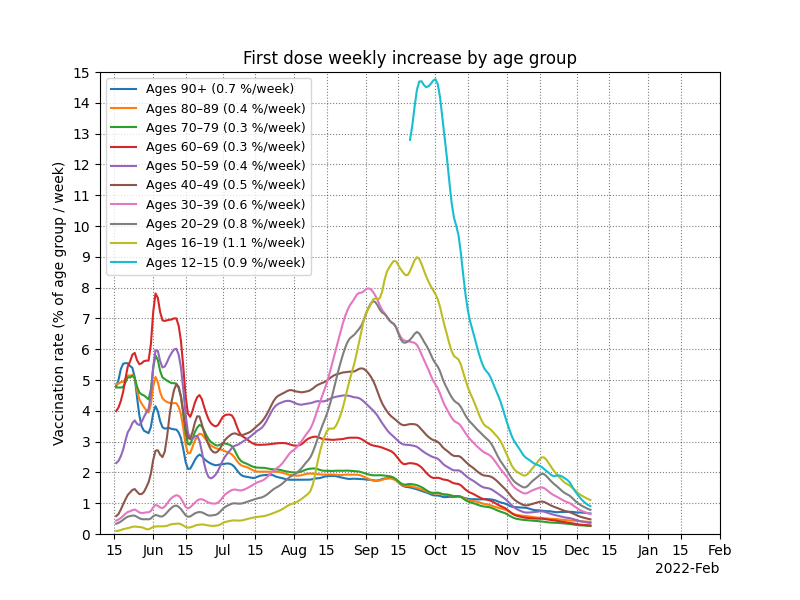 First dose weekly increase by age group
Vaccination rate (% of age group / week)
15
14
13
12
11
10
9
8
7
6
5
4
3
2
1
0
Ages 90+ (0.7 %/week)
Ages 80–89 (0.4 %/week)
Ages 70–79 (0.3 %/week)
Ages 60–69 (0.3 %/week)
Ages 50–59 (0.4 %/week)
Ages 40–49 (0.5 %/week)
Ages 30–39 (0.6 %/week)
Ages 20–29 (0.8 %/week)
Ages 16–19 (1.1 %/week)
Ages 12–15 (0.9 %/week)
15 Jun 15 Jul 15 Aug 15 Sep 15 Oct 15 Nov 15 Dec 15 Jan 15 Feb
2022-Feb